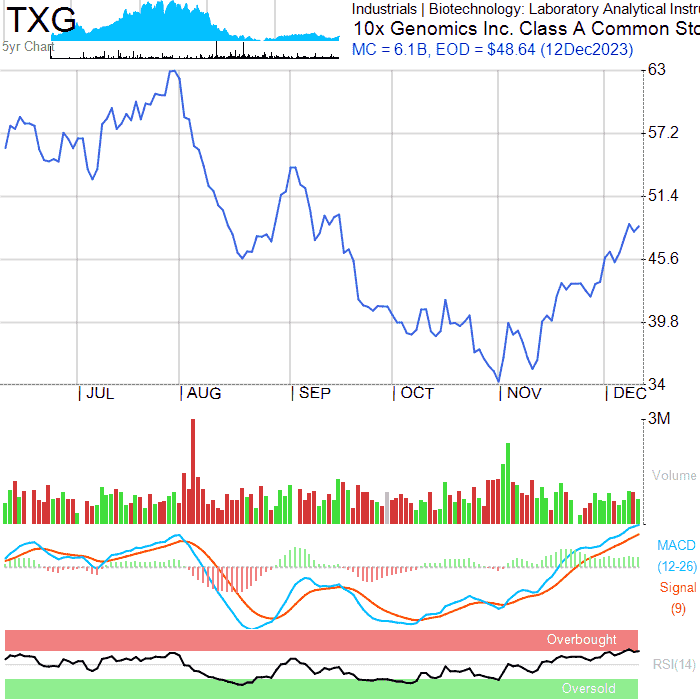 TXG
5yr Chart
Industrials | Biotechnology: Laboratory Analytical Instru
10x Genomics Inc. Class A Common Sto
MC = 6.1B, EOD = $48.64 (12Dec2023)
63
57.2
51.4
45.6
39.8
34
JUL AUG SEP OCT NOV DEC
3M
Volume
MACD
(12-26)
Signal
(9)
Overbought
RSI(14)
Oversold